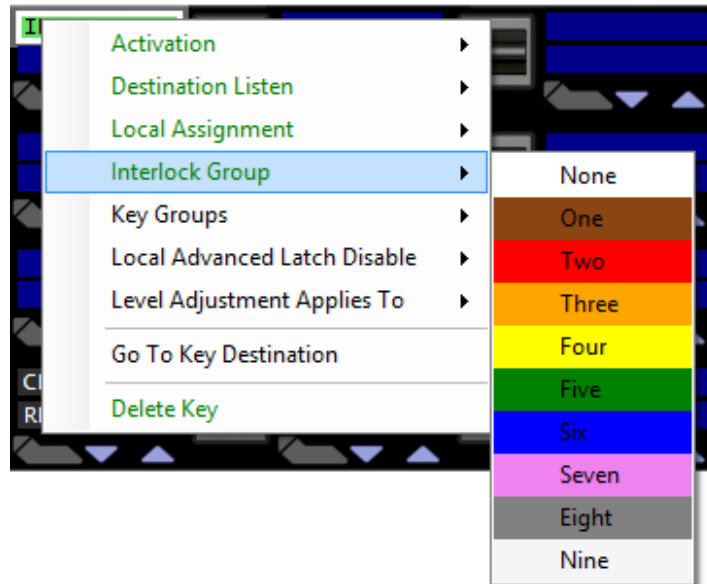 Activation
Destination Listen
Local Assignment
Interlock Group
Key Groups
Local Advanced Latch Disable
Level Adjustment Applies To
Go To Key Destination
Delete Key
None
One
Two
Three
Four
Five
Six
Seven
Eight
Nine